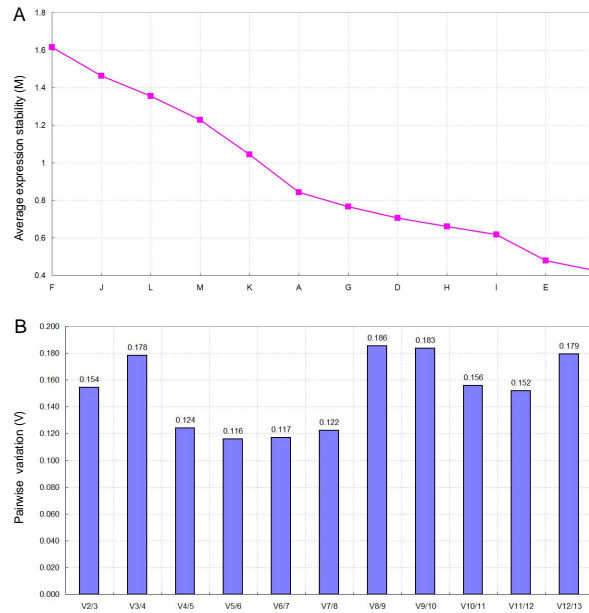 A
1.8
1.6
1.4
1.2
1
0.8
0.6
0.4
Average expression stability (M)
F J L M K A G D H I E
B
0.200
0.180
0.160
0.140
0.120
0.100
0.080
0.060
0.040
0.020
0.000
Pairwise variation (V)
0.154 0.178 0.124 0.116 0.117 0.122 0.186 0.183 0.156 0.152 0.179
V2/3 V3/4 V4/5 V5/6 V6/7 V7/8 V8/9 V9/10 V10/11 V11/12 V12/13